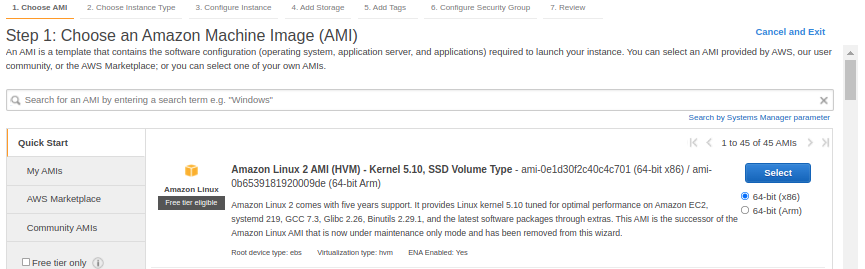 1. Choose AMI 2. Choose Instance Type 3. Configure Instance 4. Add Storage 5. Add Tags 6. Configure Security Group 7. Review
Step 1: Choose an Amazon Machine Image (AMI)
Cancel and Exit
An AMI is a template that contains the software configuration (operating system, application server, and applications) required to launch your instance. You can select an AMI provided by AWS, our user
community, or the AWS Marketplace; or you can select one of your own AMIs.
Search for an AMI by entering a search term e.g. "Windows"
Search by Systems Manager parameter
Quick Start
My AMIs
AWS Marketplace
Community AMIs
Free tier only
1 to 45 of 45 AMIs
Amazon Linux
Free tier eligible
Amazon Linux 2 AMI (HVM) - Kernel 5.10, SSD Volume Type - ami-0e1d30f2c40c4c701 (64-bit x86) / ami-
0b6539181920009de (64-bit Arm)
Amazon Linux 2 comes with five years support. It provides Linux kernel 5.10 tuned for optimal performance on Amazon EC2,
systemd 219, GCC 7.3, Glibc 2.26, Binutils 2.29.1, and the latest software packages through extras. This AMI is the successor of the
Amazon Linux AMI that is now under maintenance only mode and has been removed from this wizard.
Root device type: ebs Virtualization type: hvm ENA Enabled: Yes
Select
64-bit (x86)
64-bit (Arm)